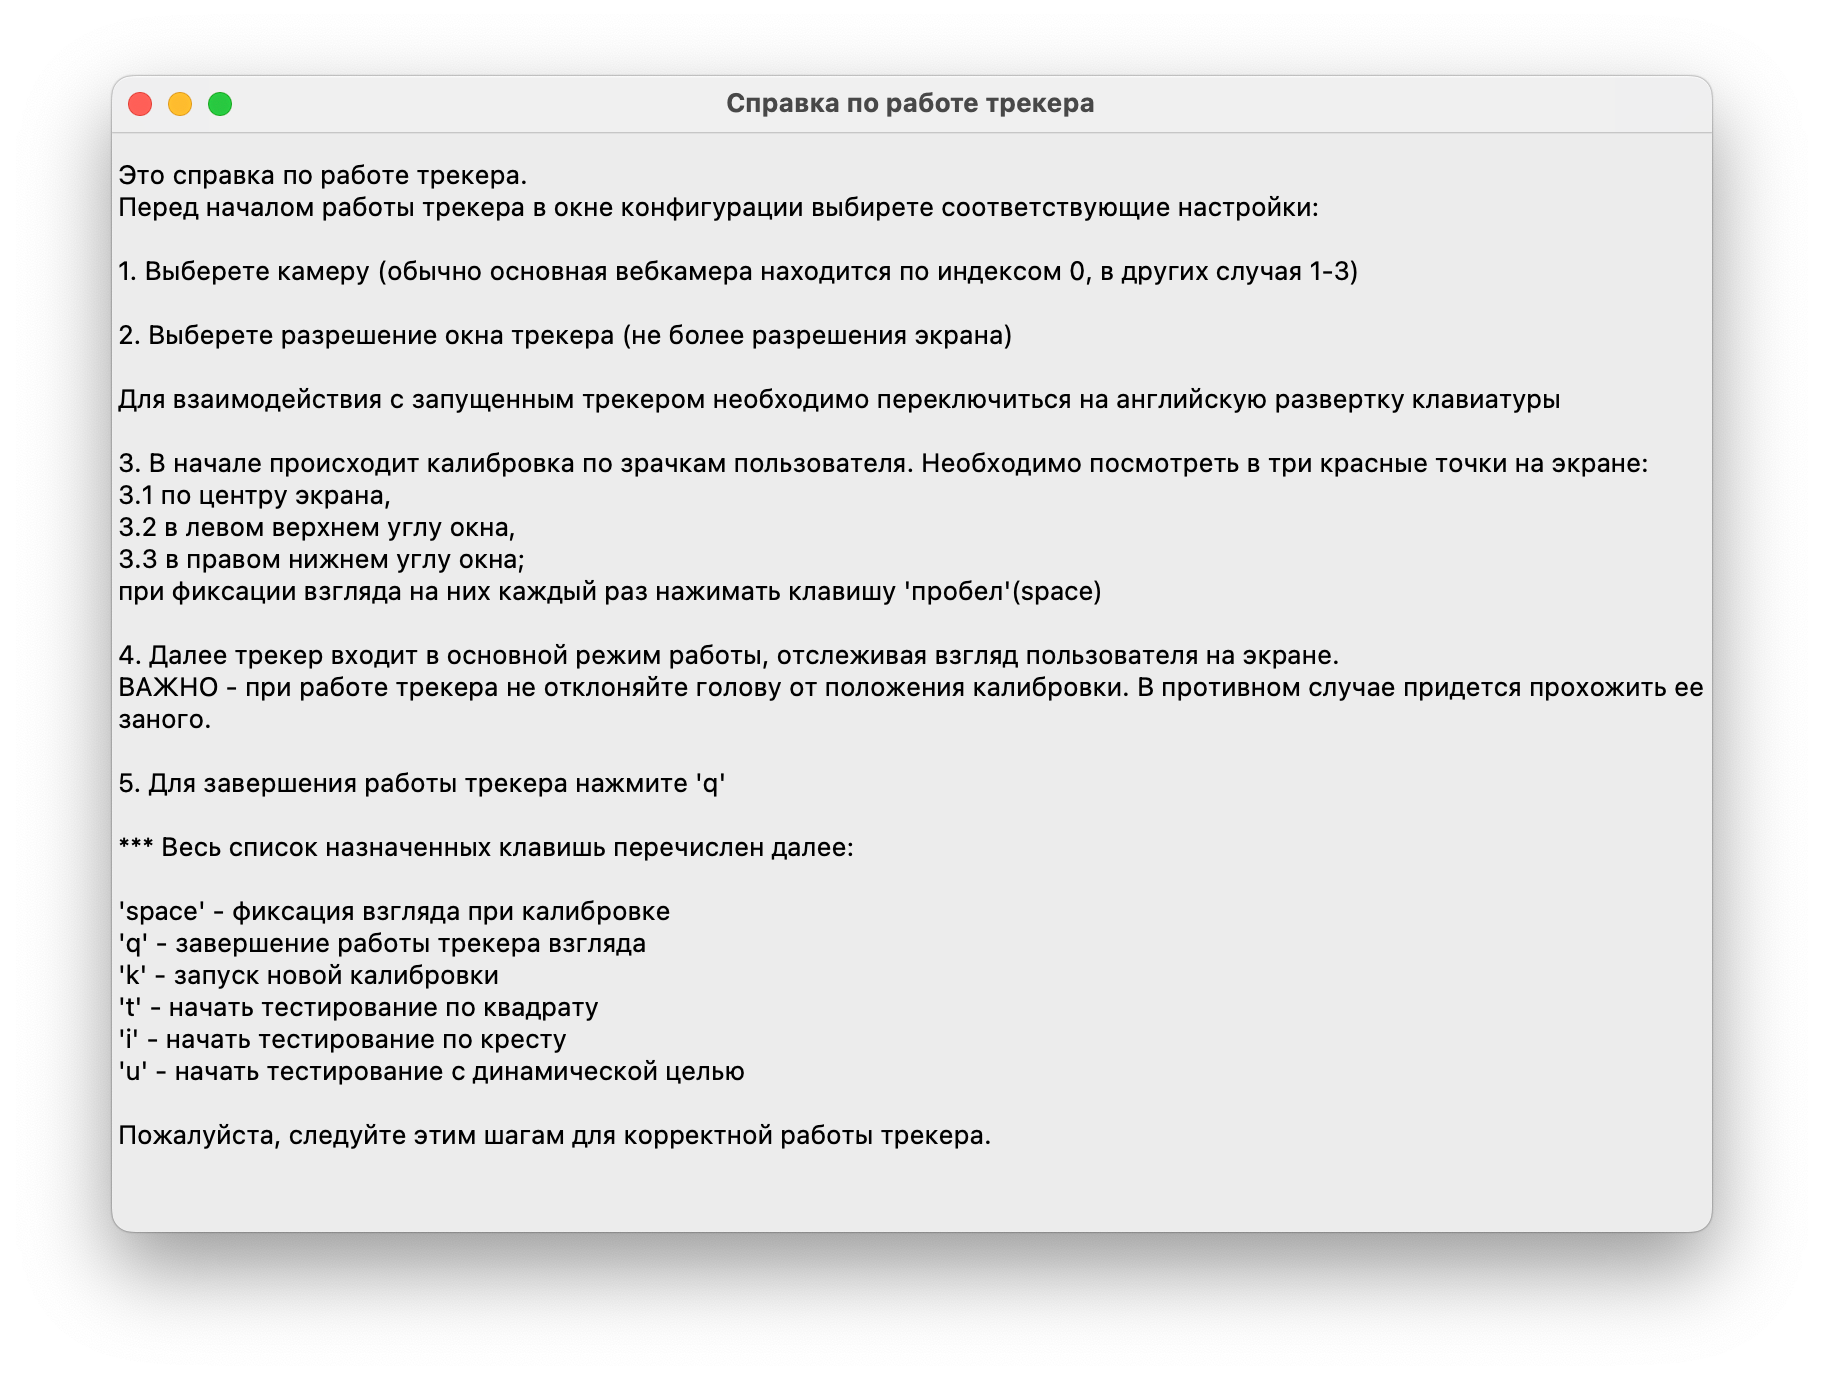 Справка по работе трекера
Это справка по работе трекера.
Перед началом работы трекера в окне конфигурации выбирете соответствующие настройки:
1. Выберете камеру (обычно основная вебкамера находится по индексом 0, в других случая 1-3)
2. Выберете разрешение окна трекера (не более разрешения экрана)
Для взаимодействия с запущенным трекером необходимо переключиться на английскую развертку клавиатуры
3. В начале происходит калибровка по зрачкам пользователя. Необходимо посмотреть в три красные точки на экране:
3.1 по центру экрана,
3.2 в левом верхнем углу окна,
3.3 в правом нижнем углу окна;
при фиксации взгляда на них каждый раз нажимать клавишу 'пробел'(space)
4. Далее трекер входит в основной режим работы, отслеживая взгляд пользователя на экране.
ВАЖНО - при работе трекера не отклоняйте голову от положения калибровки. В противном случае придется прохожить ее
заного.
5. Для завершения работы трекера нажмите 'q'
*** Весь список назначенных клавишь перечислен далее:
'space' - фиксация взгляда при калибровке
'q' - завершение работы трекера взгляда
'k' - запуск новой калибровки
't' - начать тестирование по квадрату
'i' - начать тестирование по кресту
'u' - начать тестирование с динамической целью
Пожалуйста, следуйте этим шагам для корректной работы трекера.